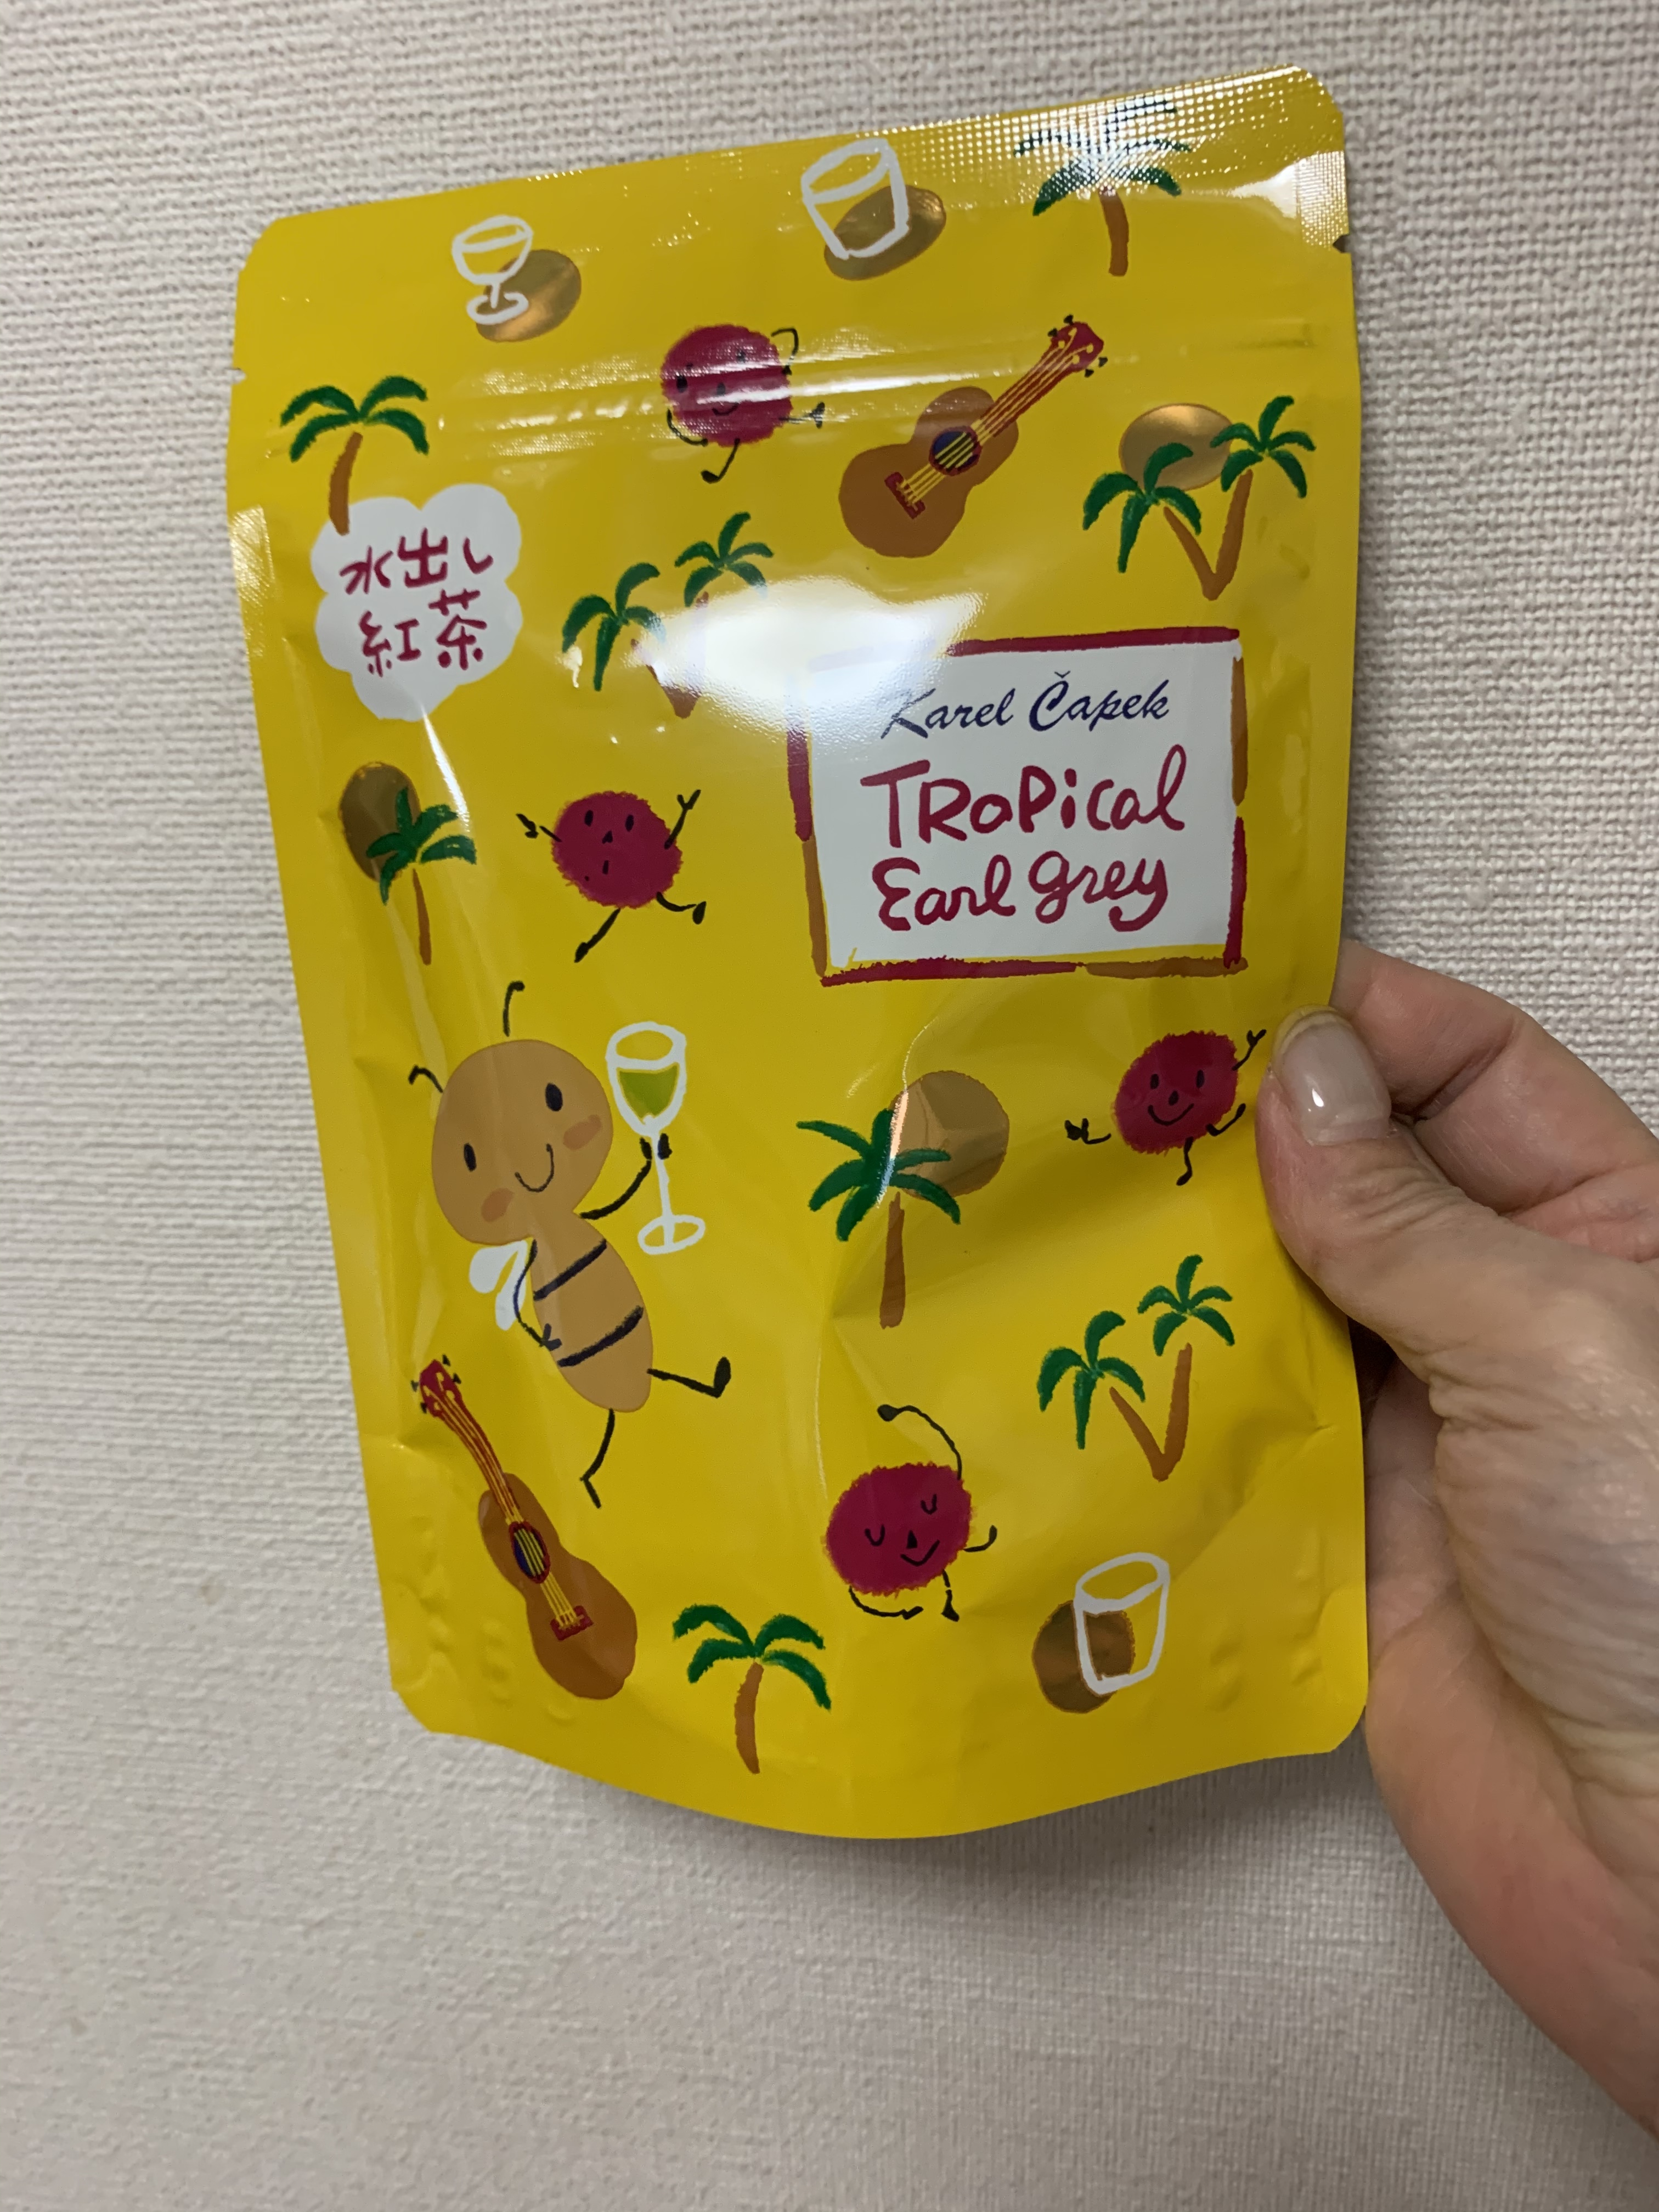 水出し
紅茶
Karel Čapek
TRoPical
Earl grey